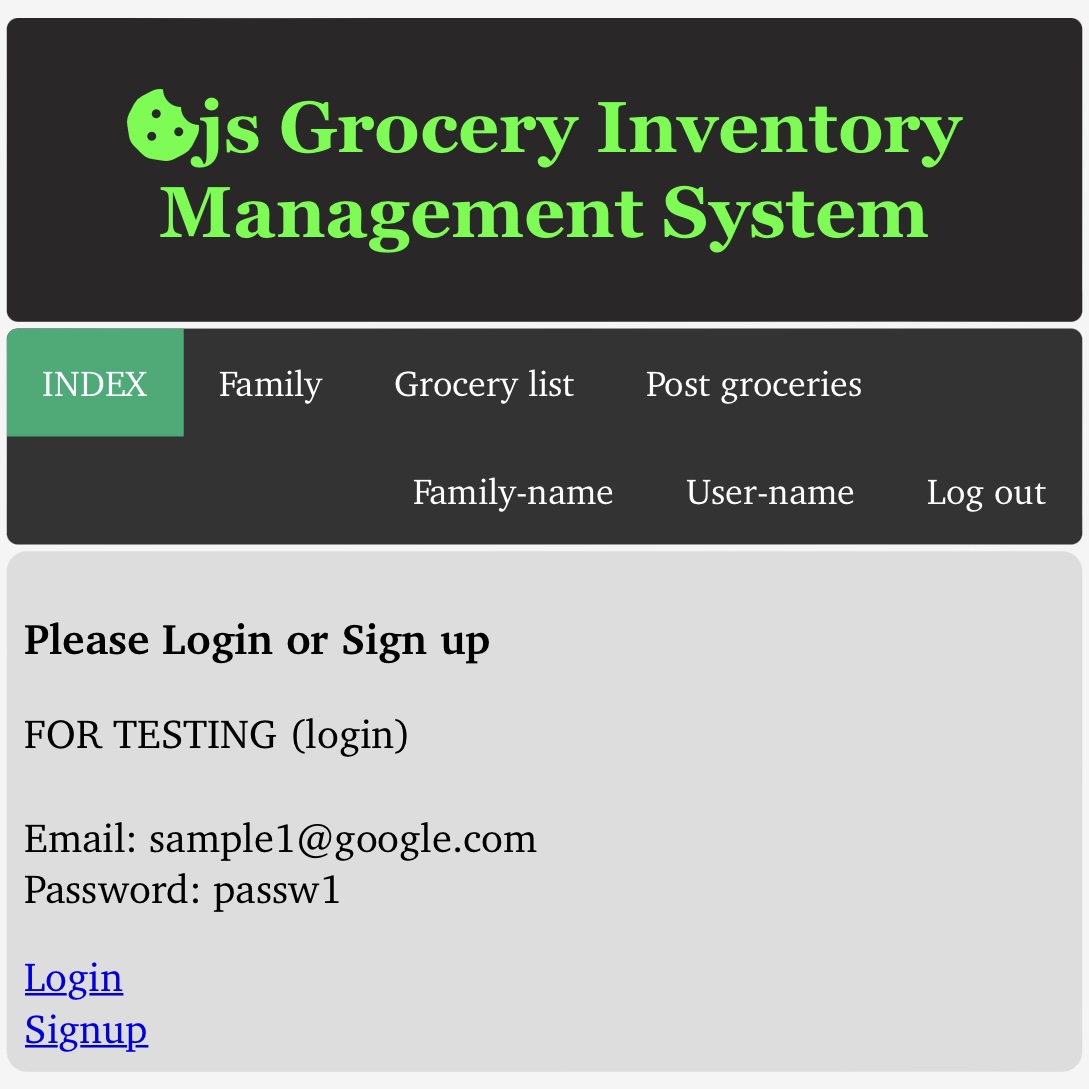 js Grocery Inventory
Management System
INDEX Family Grocery list Post groceries
Family-name User-name Log out
Please Login or Sign up
FOR TESTING (login)
Email: sample1@google.com
Password: passw1
Login
Signup